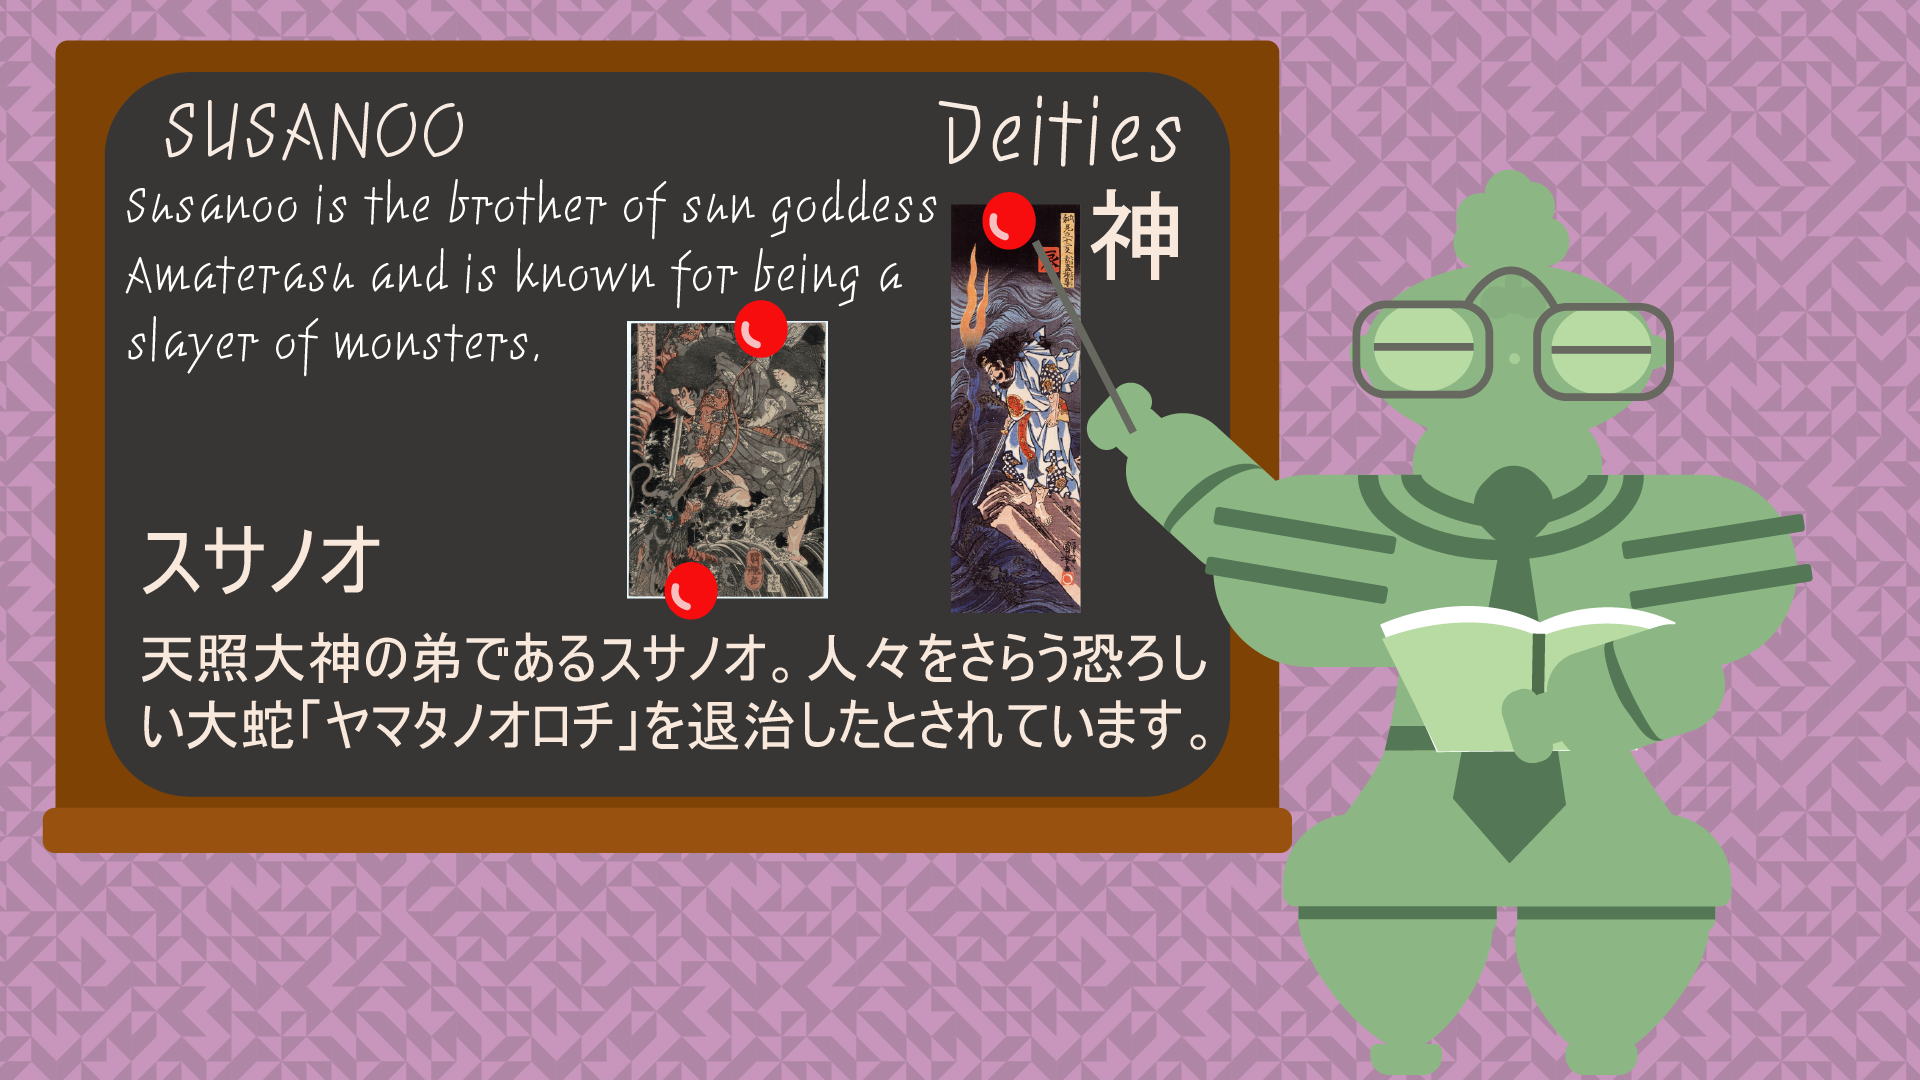 SUSANOO
Deities
神
Susanoo is the brother of sun goddess
Amaterasu and is known for being a
slayer of monsters.
スサノオ
天照大神の弟であるスサノオ。人々をさらう恐ろし
い大蛇「ヤマタノオロチ」を退治したとされています。